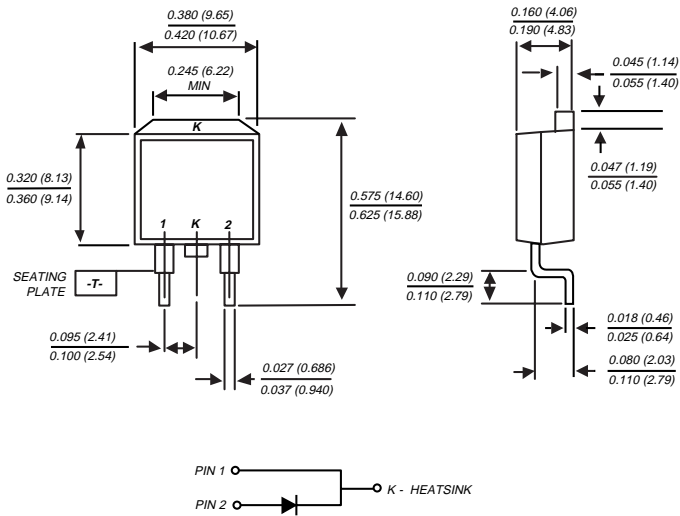 0.380 (9.65)
0.420 (10.67)
0.245 (6.22)
MIN
K
0.320 (8.13)
0.360 (9.14)
0.575 (14.60)
0.625 (15.88)
1 K 2
SEATING
PLATE
-T-
0.095 (2.41)
0.100 (2.54)
0.027 (0.686)
0.037 (0.940)
0.160 (4.06)
0.190 (4.83)
0.045 (1.14)
0.055 (1.40)
0.047 (1.19)
0.055 (1.40)
0.090 (2.29)
0.110 (2.79)
0.018 (0.46)
0.025 (0.64)
0.080 (2.03)
0.110 (2.79)
PIN 1
PIN 2
K - HEATSINK